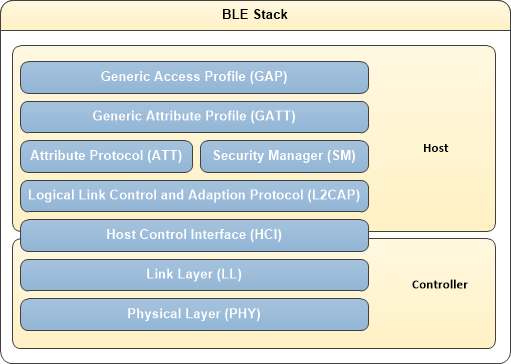 BLE Stack
Generic Access Profile (GAP)
Generic Attribute Profile (GATT)
Host
Attribute Protocol (ATT)
Security Manager (SM)
Logical Link Control and Adaption Protocol (L2CAP)
Host Control Interface (HCI)
Link Layer (LL)
Controller
Physical Layer (PHY)